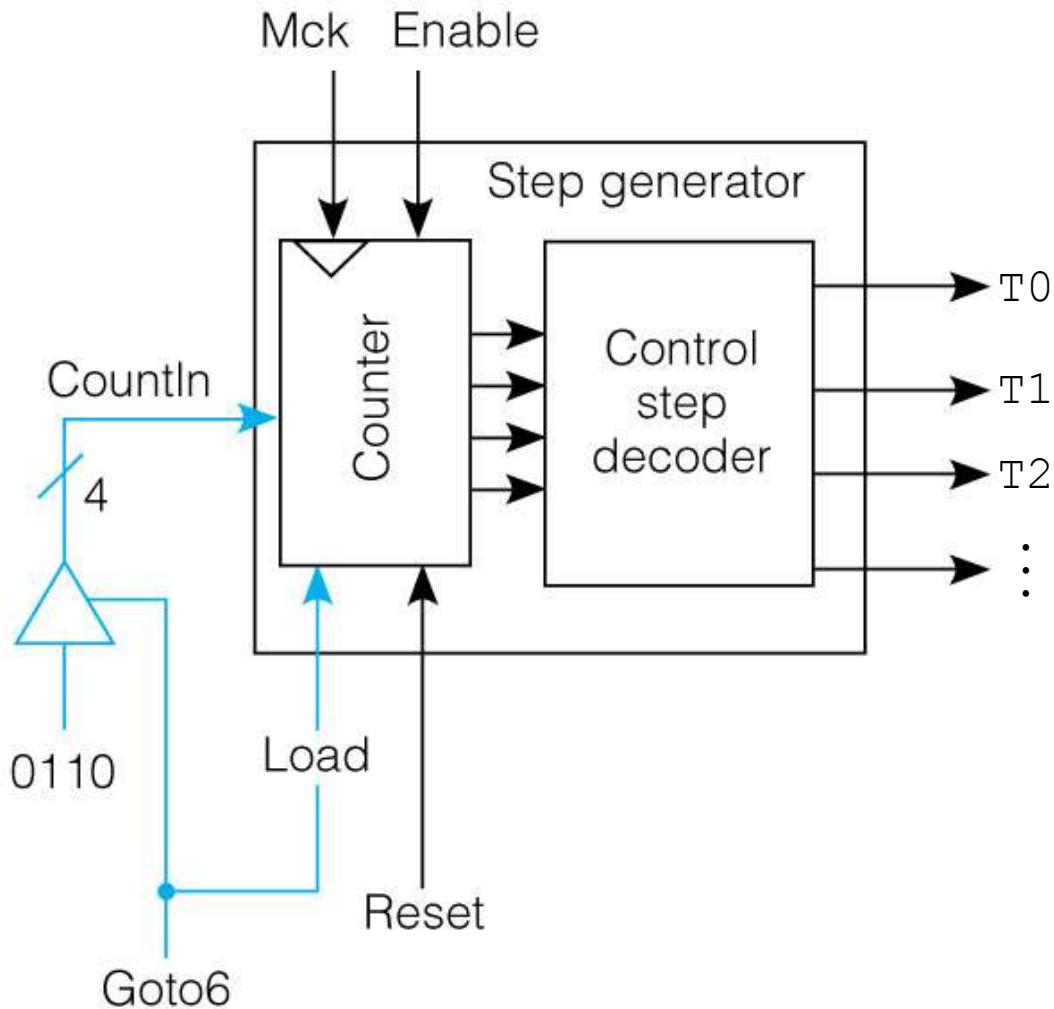 Mck Enable
Step generator
T0
Counter
Control
step
decoder
CountIn
T1
T2
4
⋮
0110
Load
Reset
Goto6